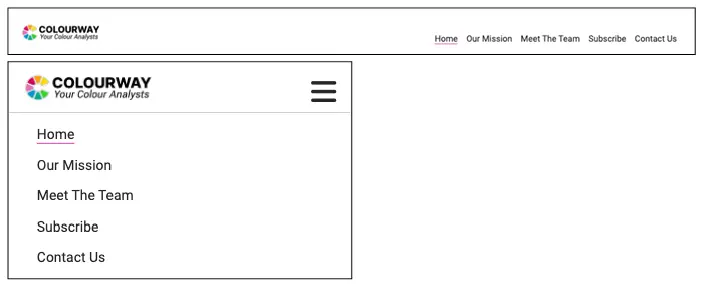 COLOURWAY
Your Colour Analysts
Home Our Mission Meet The Team Subscribe Contact Us
COLOURWAY
Your Colour Analysts
Home
Our Mission
Meet The Team
Subscribe
Contact Us